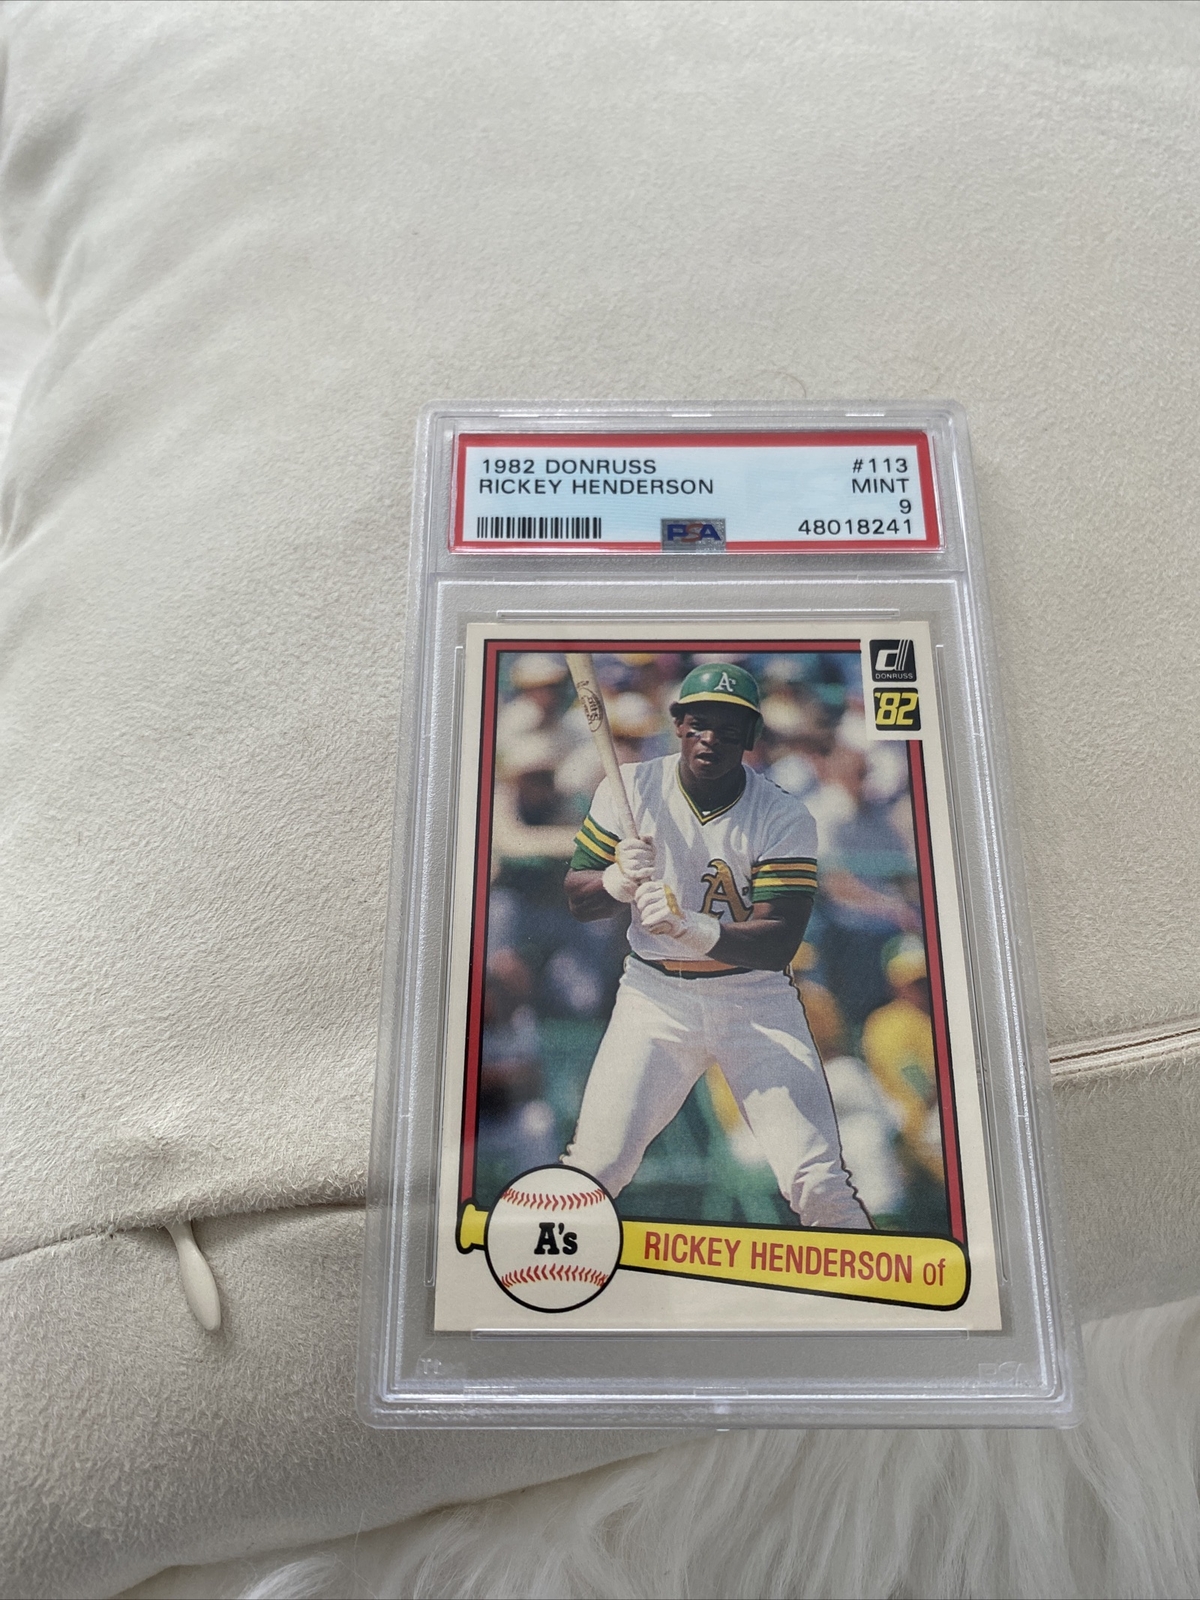 1982 DONRUSS #113
RICKEY HENDERSON MINT
9
PSA 48018241
d
DONRUSS
'82
A's
A
A's
RICKEY HENDERSON of